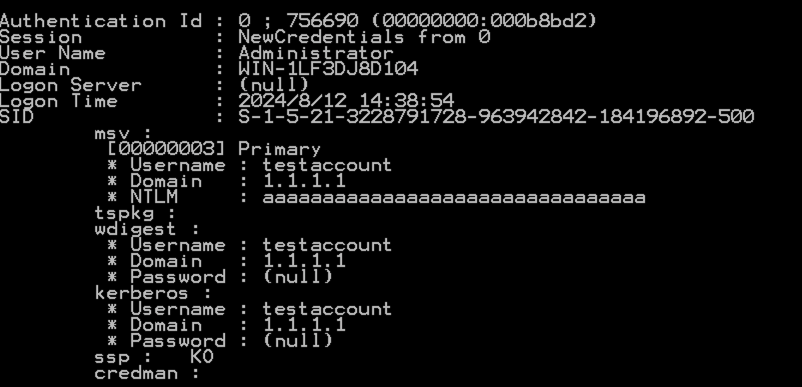 Authentication Id : 0 ; 756690 (00000000:000b8bd2)
Session           : NewCredentials from 0
User Name         : Administrator
Domain            : WIN-1LF3DJ8D104
Logon Server      : (null)
Logon Time        : 2024/8/12 14:38:54
SID               : S-1-5-21-3228791728-963942842-184196892-500
        msv :
         [00000003] Primary
         * Username : testaccount
         * Domain   : 1.1.1.1
         * NTLM     : aaaaaaaaaaaaaaaaaaaaaaaaaaaaaaaa
        tspkg :
        wdigest :
         * Username : testaccount
         * Domain   : 1.1.1.1
         * Password : (null)
        kerberos :
         * Username : testaccount
         * Domain   : 1.1.1.1
         * Password : (null)
        ssp :   KO
        credman :